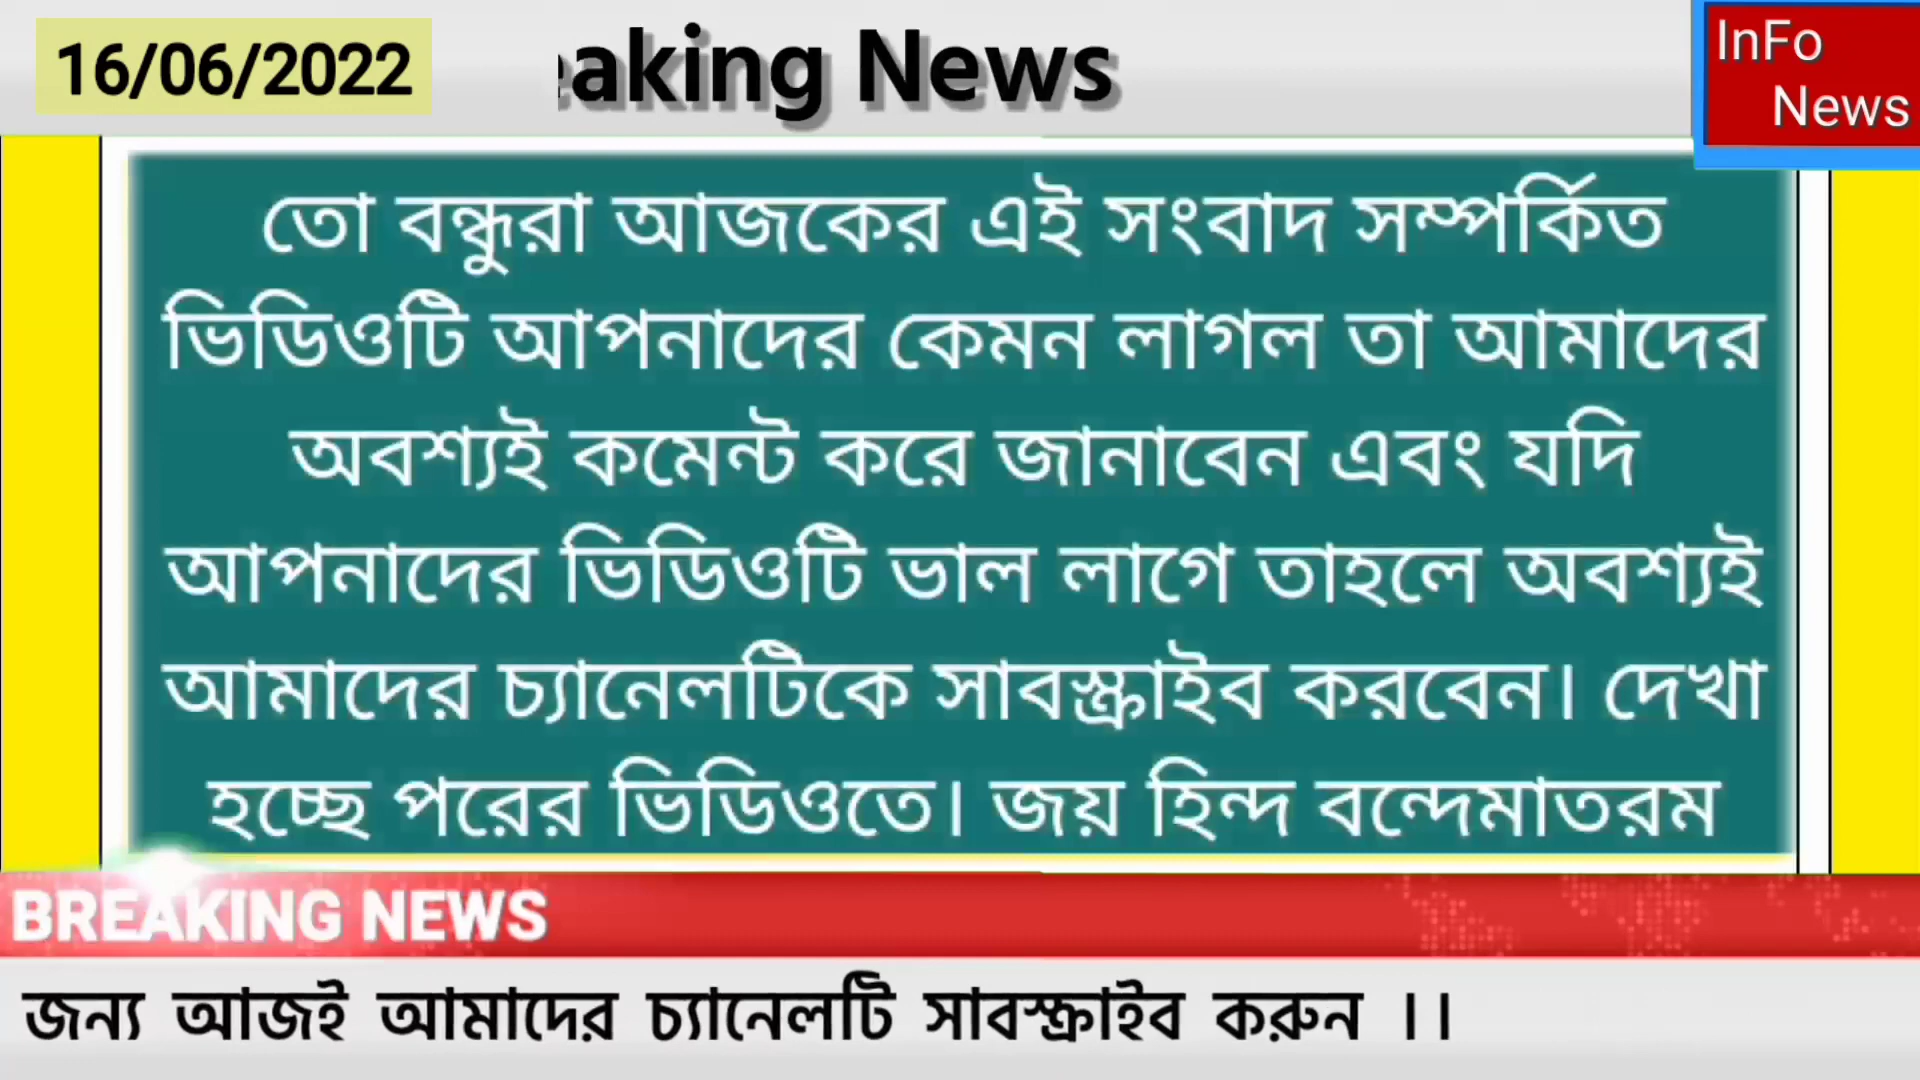 16/06/2022
aking News
InFo
News
তো বন্ধুরা আজকের এই সংবাদ সম্পর্কিত
ভিডিওটি আপনাদের কেমন লাগল তা আমাদের
অবশ্যই কমেন্ট করে জানাবেন এবং যদি
আপনাদের ভিডিওটি ভাল লাগে তাহলে অবশ্যই
আমাদের চ্যানেলটিকে সাবস্ক্রাইব করবেন। দেখা
হচ্ছে পরের ভিডিওতে। জয় হিন্দ বন্দেমাতরম
BREAKING NEWS
জন্য আজই আমাদের চ্যানেলটি সাবস্ক্রাইব করুন ।।